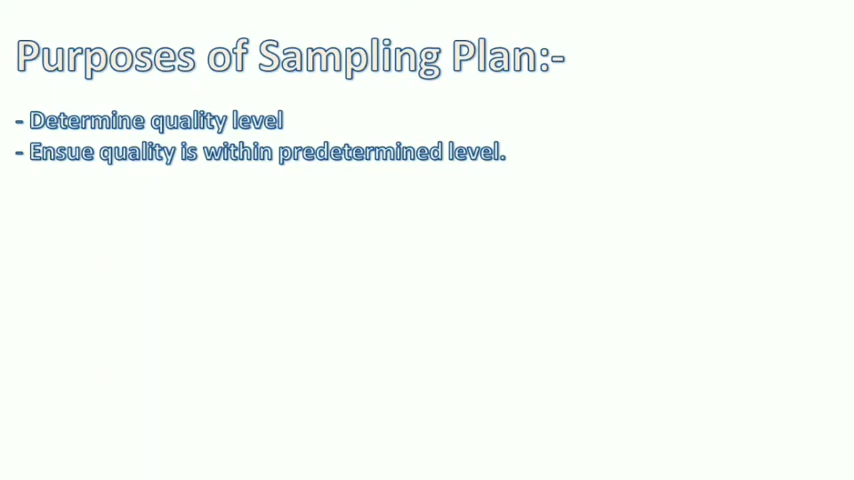 Purposes of Sampling Plan:-
- Determine quality level
- Ensue quality is within predetermined level.